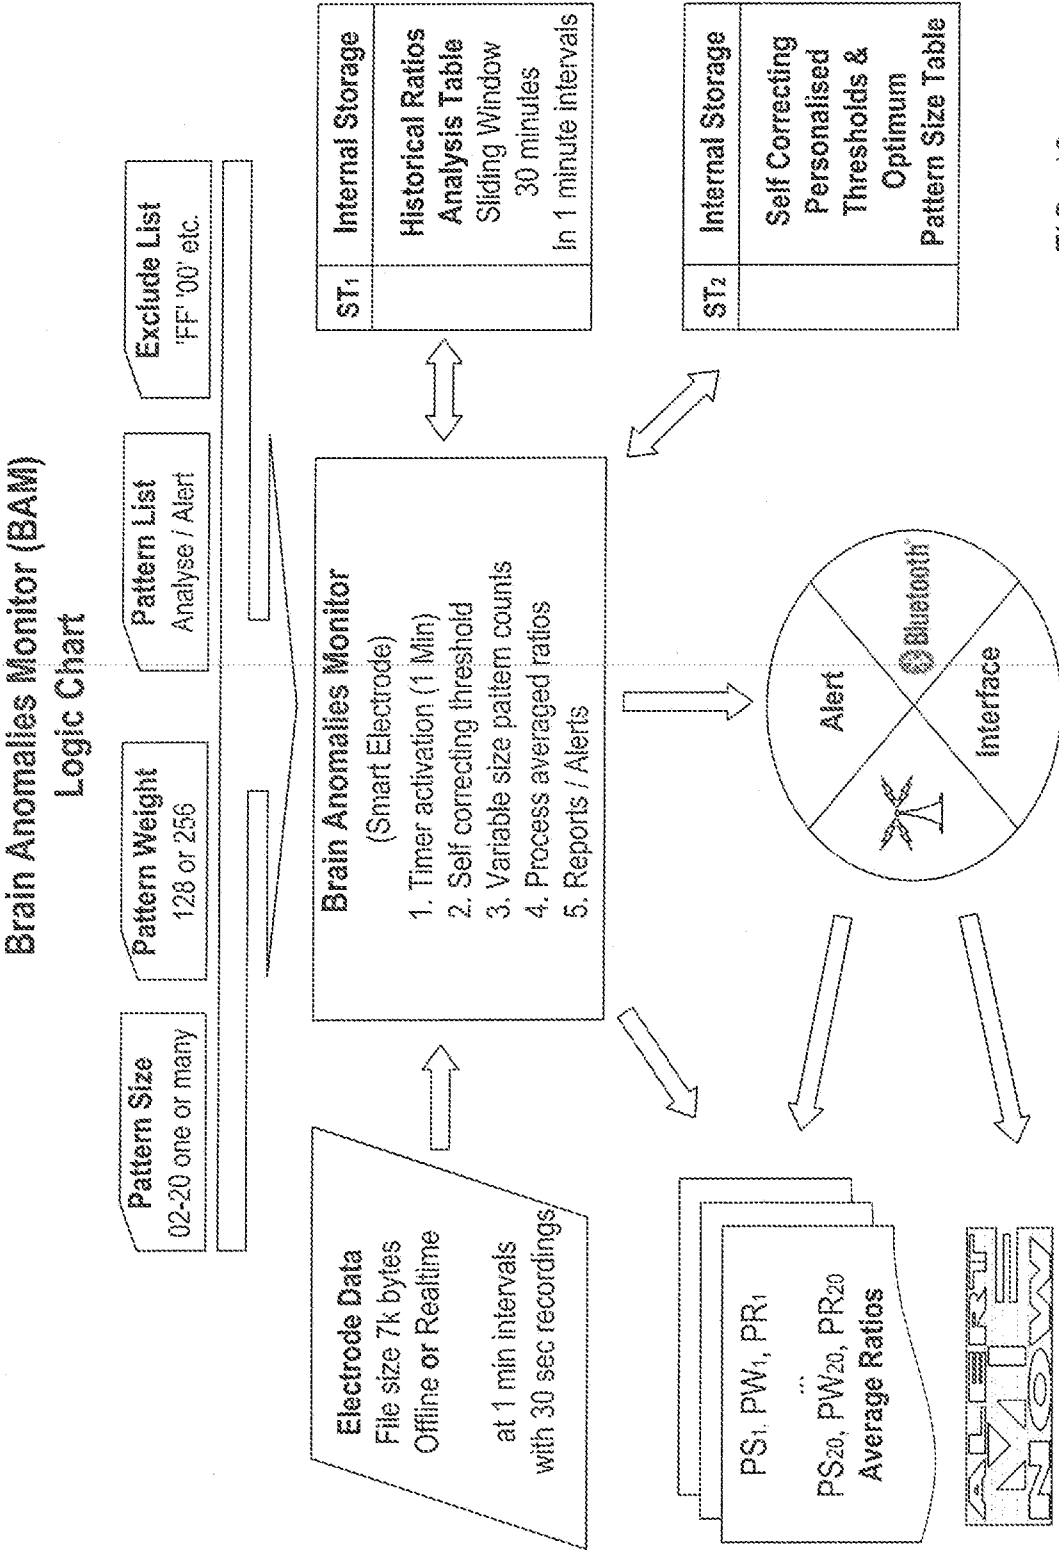 Brain Anomalies Monitor (BAM)
Logic Chart
Pattern Size
02-20 one or many
Pattern Weight
128 or 256
Pattern List
Analyse / Alert
Exclude List
'FF' '00' etc.
Electrode Data
File size 7k bytes
Offline or Realtime
at 1 min intervals
with 30 sec recordings
Brain Anomalies Monitor
(Smart Electrode)
1. Timer activation (1 Min)
2. Self correcting threshold
3. Variable size pattern counts
4. Process averaged ratios
5. Reports / Alerts
ST1 Internal Storage
Historical Ratios
Analysis Table
Sliding Window
30 minutes
In 1 minute intervals
PS1, PW1, PR1
PS20, PW20, PR20
Average Ratios
Alert
Bluetooth
Interface
ST2 Internal Storage
Self Correcting
Personalised
Thresholds &
Optimum
Pattern Size Table
ALERT
NOW